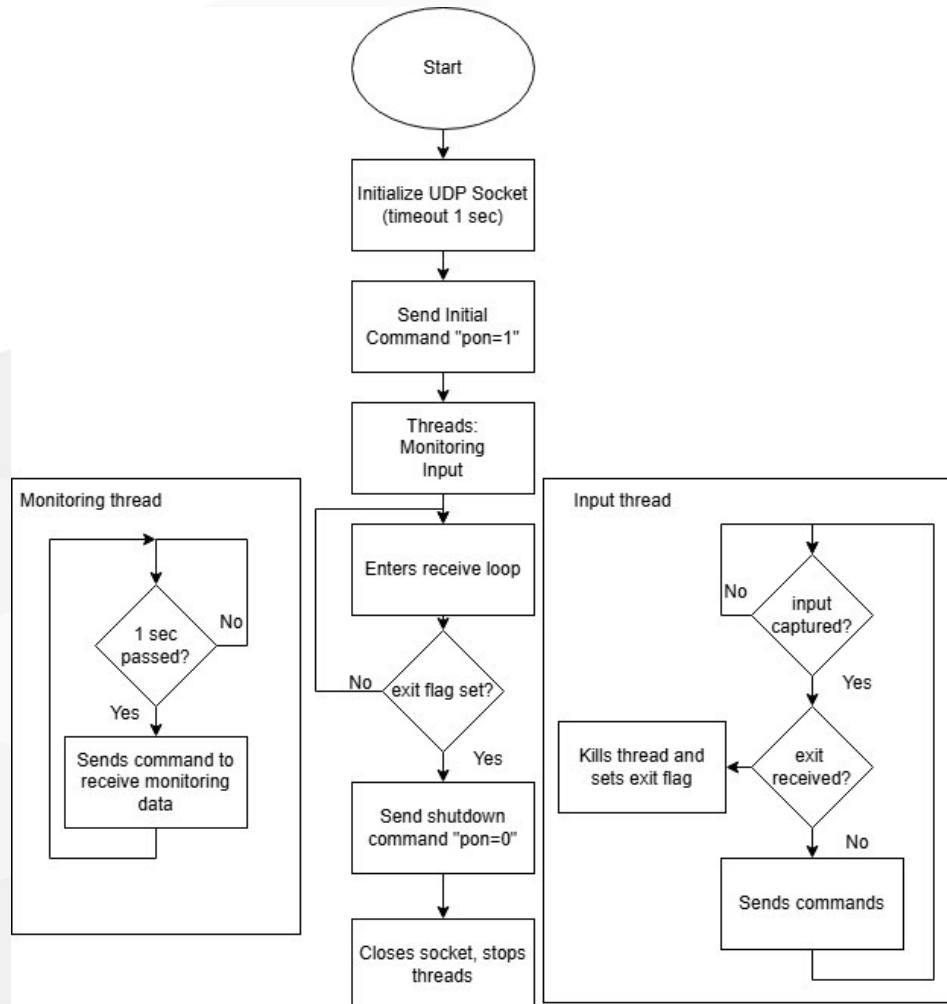 Start
Initialize UDP Socket
(timeout 1 sec)
Send Initial
Command "pon=1"
Threads:
Monitoring
Input
Monitoring thread
1 sec
passed?
No
Yes
Sends command to
receive monitoring
data
Enters receive loop
exit flag set?
No
Yes
Send shutdown
command "pon=0"
Closes socket, stops
threads
Input thread
input
captured?
No
Yes
exit
received?
Kills thread and
sets exit flag
No
Sends commands